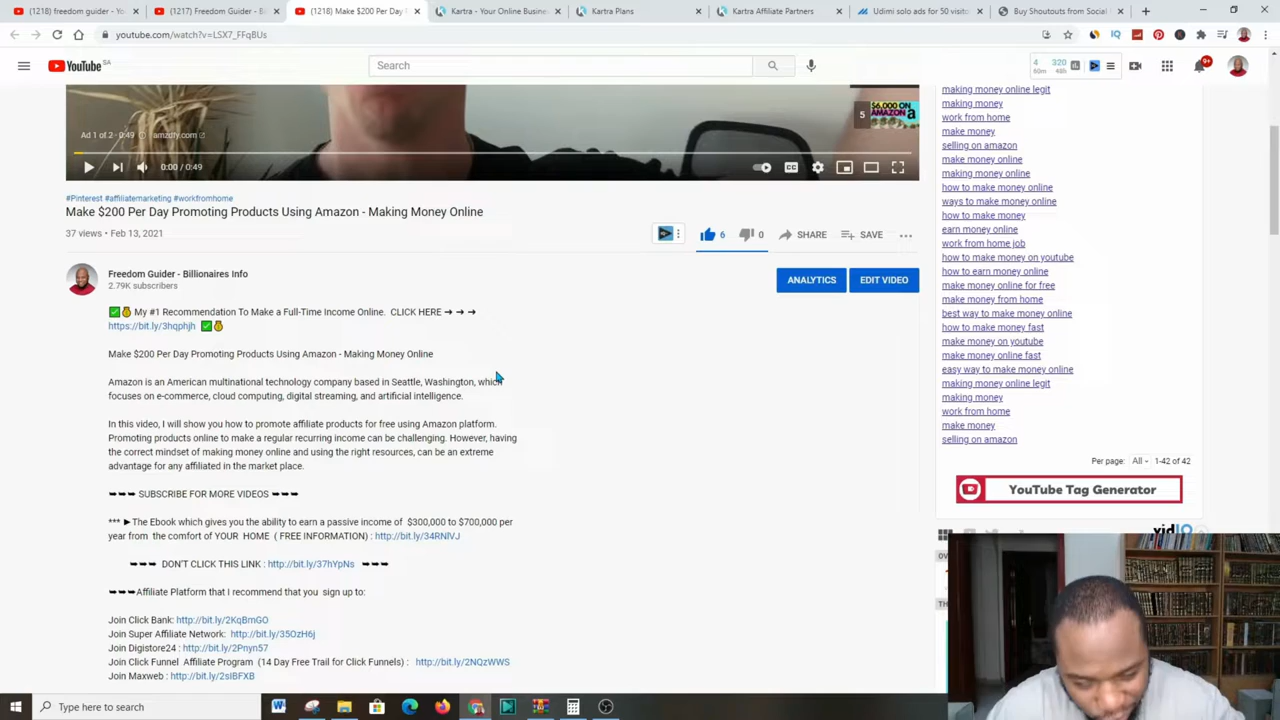 (1218) freedom guider - Yo
(1217) Freedom Guider - B
(1218) Make $200 Per Day P
Kartra - Your Online Busine
Kartra Plans
Kartra Affiliate Partners
Udimi solo ads for 50 visito
Buy Shoutouts from Social
youtube.com/watch?v=LSX7_FFqBUs
YouTube SA
Search
4 60m 320 48h
9+
making money online legit
making money
work from home
make money
selling on amazon
make money online
making money online
how to make money online
ways to make money online
how to make money
earn money online
work from home job
how to make money on youtube
how to earn money online
make money online for free
make money from home
best way to make money online
how to make money fast
make money on youtube
make money online fast
easy way to make money online
making money online legit
making money
work from home
make money
selling on amazon
Per page: All 1-42 of 42
YouTube Tag Generator
vidIQ
Ad 1 of 2 · 0:49 amzdfy.com
5
$6,000 ON
AMAZON
a
0:00 / 0:49
CC
#Pinterest #affiliatemarketing #workfromhome
Make $200 Per Day Promoting Products Using Amazon - Making Money Online
37 views • Feb 13, 2021
6
0
SHARE
SAVE
Freedom Guider - Billionaires Info
2.79K subscribers
ANALYTICS
EDIT VIDEO
My #1 Recommendation To Make a Full-Time Income Online. CLICK HERE ➔ ➔ ➔
https://bit.ly/3hqphjh
Make $200 Per Day Promoting Products Using Amazon - Making Money Online
Amazon is an American multinational technology company based in Seattle, Washington, which
focuses on e-commerce, cloud computing, digital streaming, and artificial intelligence.
In this video, I will show you how to promote affiliate products for free using Amazon platform.
Promoting products online to make a regular recurring income can be challenging. However, having
the correct mindset of making money online and using the right resources, can be an extreme
advantage for any affiliated in the market place.
➥➥➥ SUBSCRIBE FOR MORE VIDEOS ➥➥➥
*** ►The Ebook which gives you the ability to earn a passive income of $300,000 to $700,000 per
year from the comfort of YOUR HOME ( FREE INFORMATION) : http://bit.ly/34RNlVJ
➥➥➥ DON'T CLICK THIS LINK : http://bit.ly/37hYpNs ➥➥➥
➥➥➥Affiliate Platform that I recommend that you sign up to:
Join Click Bank: http://bit.ly/2KqBmGO
Join Super Affiliate Network: http://bit.ly/35OzH6j
Join Digistore24 : http://bit.ly/2Pnyn57
Join Click Funnel Affiliate Program (14 Day Free Trail for Click Funnels) : http://bit.ly/2NQzWWS
Join Maxweb : http://bit.ly/2sIBFXB
Type here to search